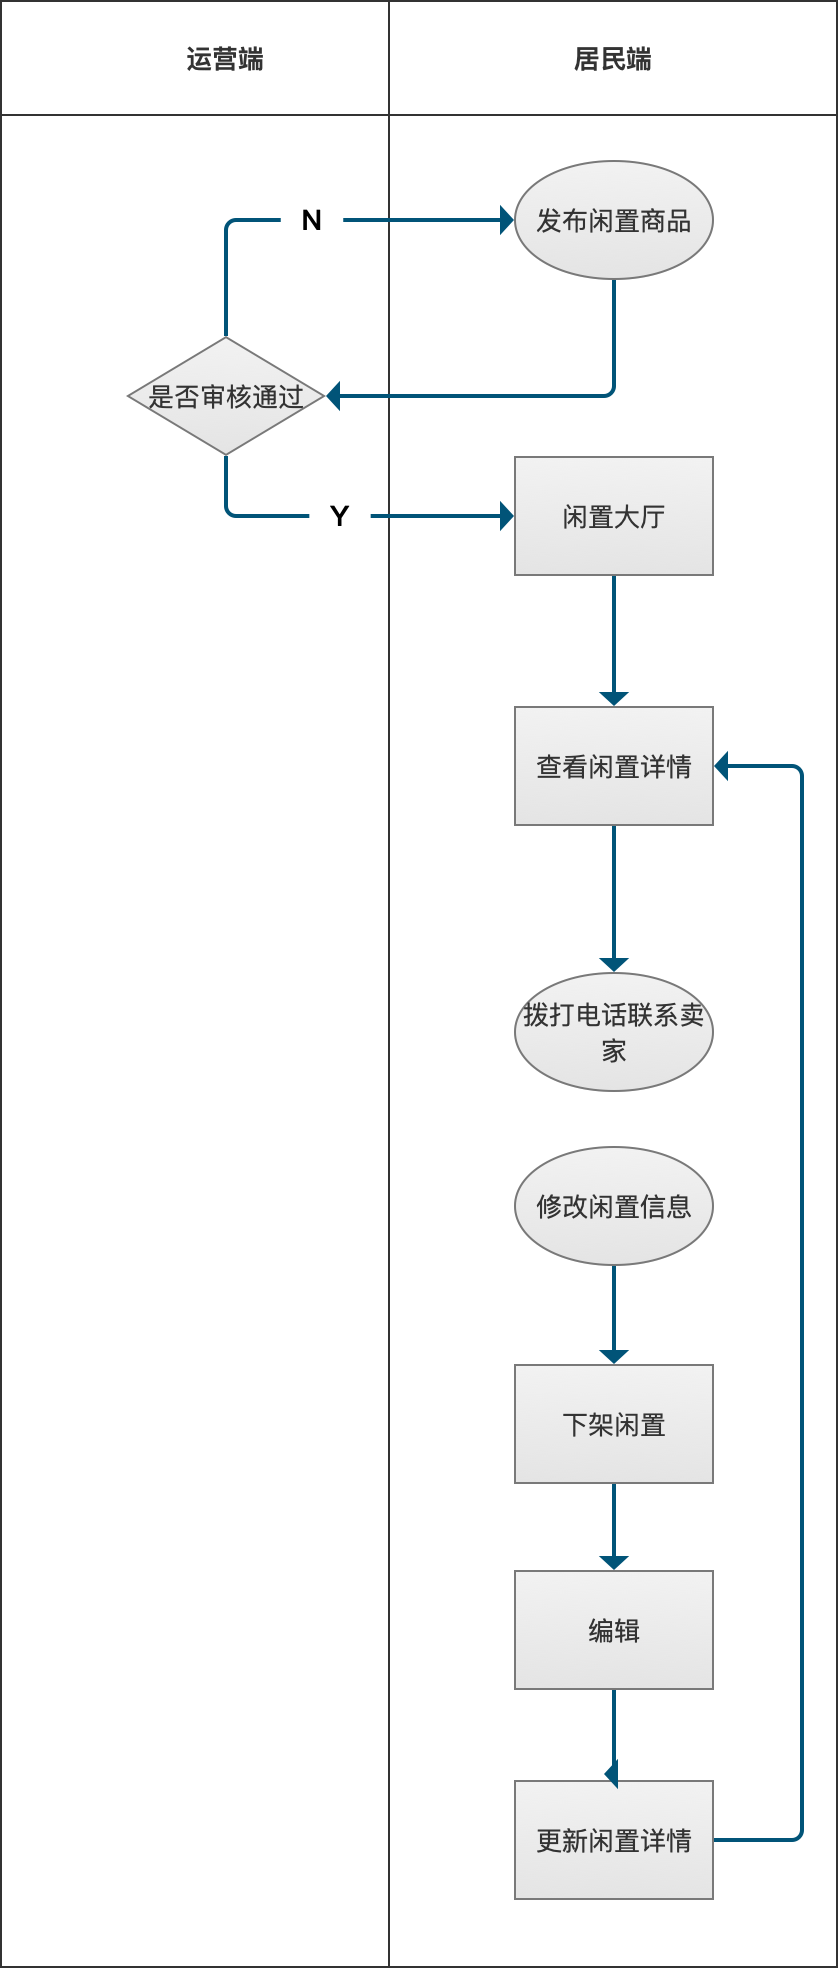 运营端
居民端
发布闲置商品
N
是否审核通过
Y
闲置大厅
查看闲置详情
拨打电话联系卖
家
修改闲置信息
下架闲置
编辑
更新闲置详情